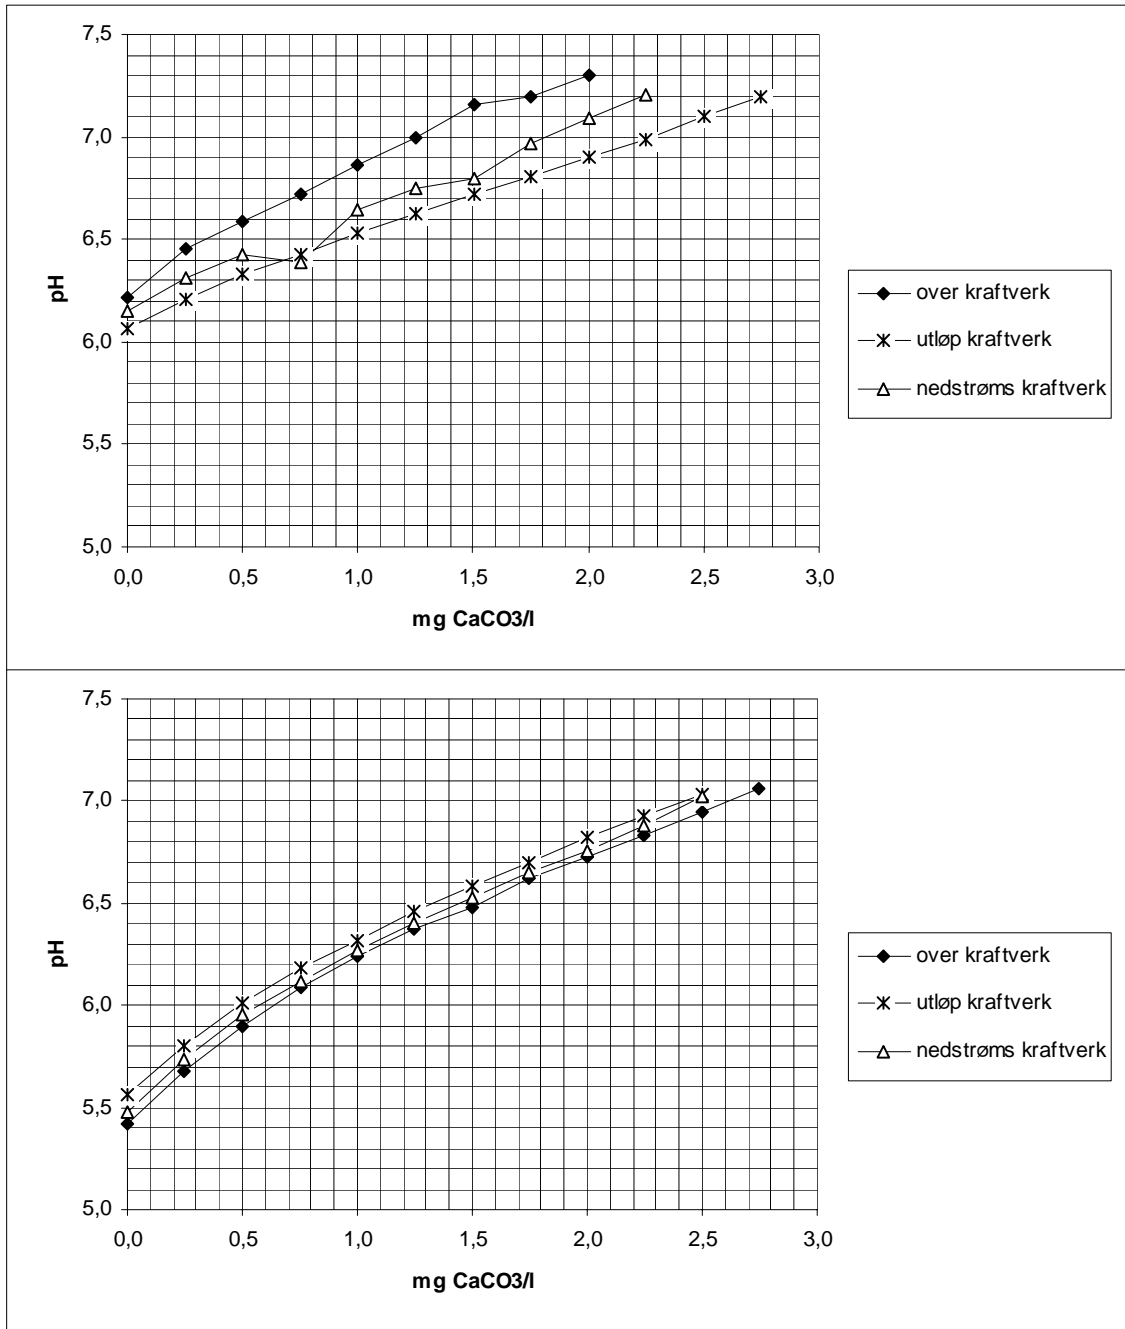 7,5
7,0
6,5
6,0
5,5
5,0
pH
0,0 0,5 1,0 1,5 2,0 2,5 3,0
mg CaCO3/l
over kraftverk
utløp kraftverk
nedstrøms kraftverk
7,5
7,0
6,5
6,0
5,5
5,0
pH
0,0 0,5 1,0 1,5 2,0 2,5 3,0
mg CaCO3/l
over kraftverk
utløp kraftverk
nedstrøms kraftverk